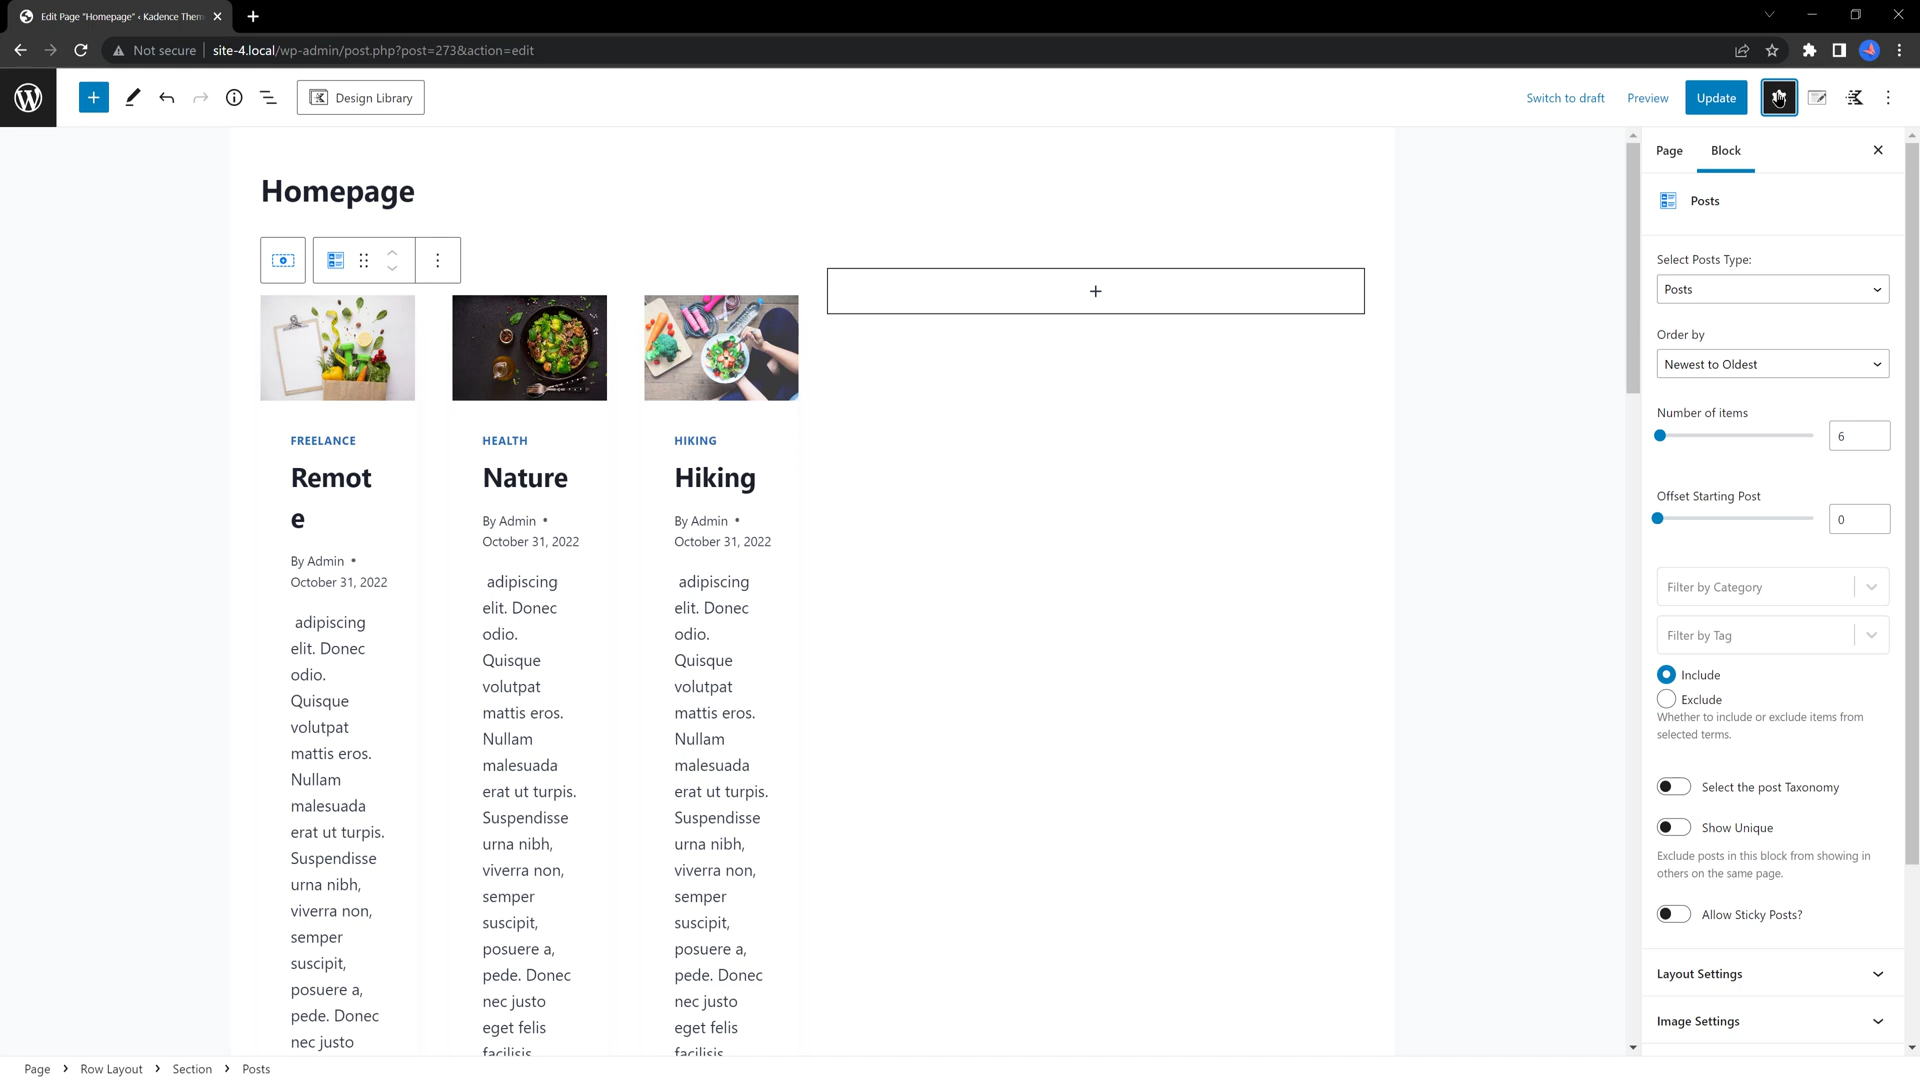 Edit Page "Homepage" ‹ Kadence Them
Not secure
site-4.local/wp-admin/post.php?post=273&action=edit
Design Library
Switch to draft
Preview
Update
Homepage
FREELANCE
Remot
e
By Admin •
October 31, 2022
adipiscing
elit. Donec
odio.
Quisque
volutpat
mattis eros.
Nullam
malesuada
erat ut turpis.
Suspendisse
urna nibh,
viverra non,
semper
suscipit,
posuere a,
pede. Donec
nec justo
HEALTH
Nature
By Admin •
October 31, 2022
adipiscing
elit. Donec
odio.
Quisque
volutpat
mattis eros.
Nullam
malesuada
erat ut turpis.
Suspendisse
urna nibh,
viverra non,
semper
suscipit,
posuere a,
pede. Donec
nec justo
eget felis
facilisis
HIKING
Hiking
By Admin •
October 31, 2022
adipiscing
elit. Donec
odio.
Quisque
volutpat
mattis eros.
Nullam
malesuada
erat ut turpis.
Suspendisse
urna nibh,
viverra non,
semper
suscipit,
posuere a,
pede. Donec
nec justo
eget felis
facilisis
Page
Block
Posts
Select Posts Type:
Posts
Order by
Newest to Oldest
Number of items
6
Offset Starting Post
0
Filter by Category
Filter by Tag
Include
Exclude
Whether to include or exclude items from
selected terms.
Select the post Taxonomy
Show Unique
Exclude posts in this block from showing in
others on the same page.
Allow Sticky Posts?
Layout Settings
Image Settings
Page > Row Layout > Section > Posts